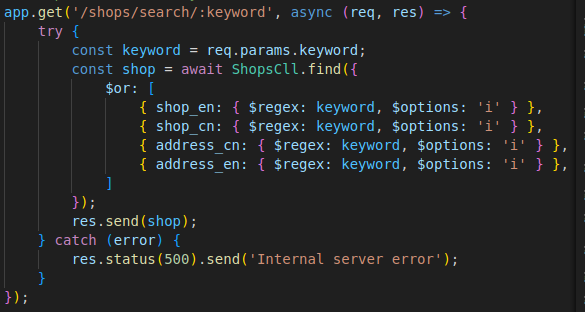 app.get('/shops/search/:keyword', async (req, res) => {
    try {
        const keyword = req.params.keyword;
        const shop = await ShopsCll.find({
            $or: [
                { shop_en: { $regex: keyword, $options: 'i' } },
                { shop_cn: { $regex: keyword, $options: 'i' } },
                { address_cn: { $regex: keyword, $options: 'i' } },
                { address_en: { $regex: keyword, $options: 'i' } },
            ]
        });
        res.send(shop);
    } catch (error) {
        res.status(500).send('Internal server error');
    }
});